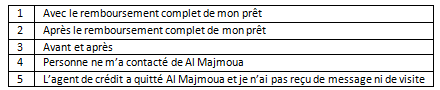 1 Avec le remboursement complet de mon prêt
2 Après le remboursement complet de mon prêt
3 Avant et après
4 Personne ne m'a contacté de Al Majmoua
5 L'agent de crédit a quitté Al Majmoua et je n'ai pas reçu de message ni de visite